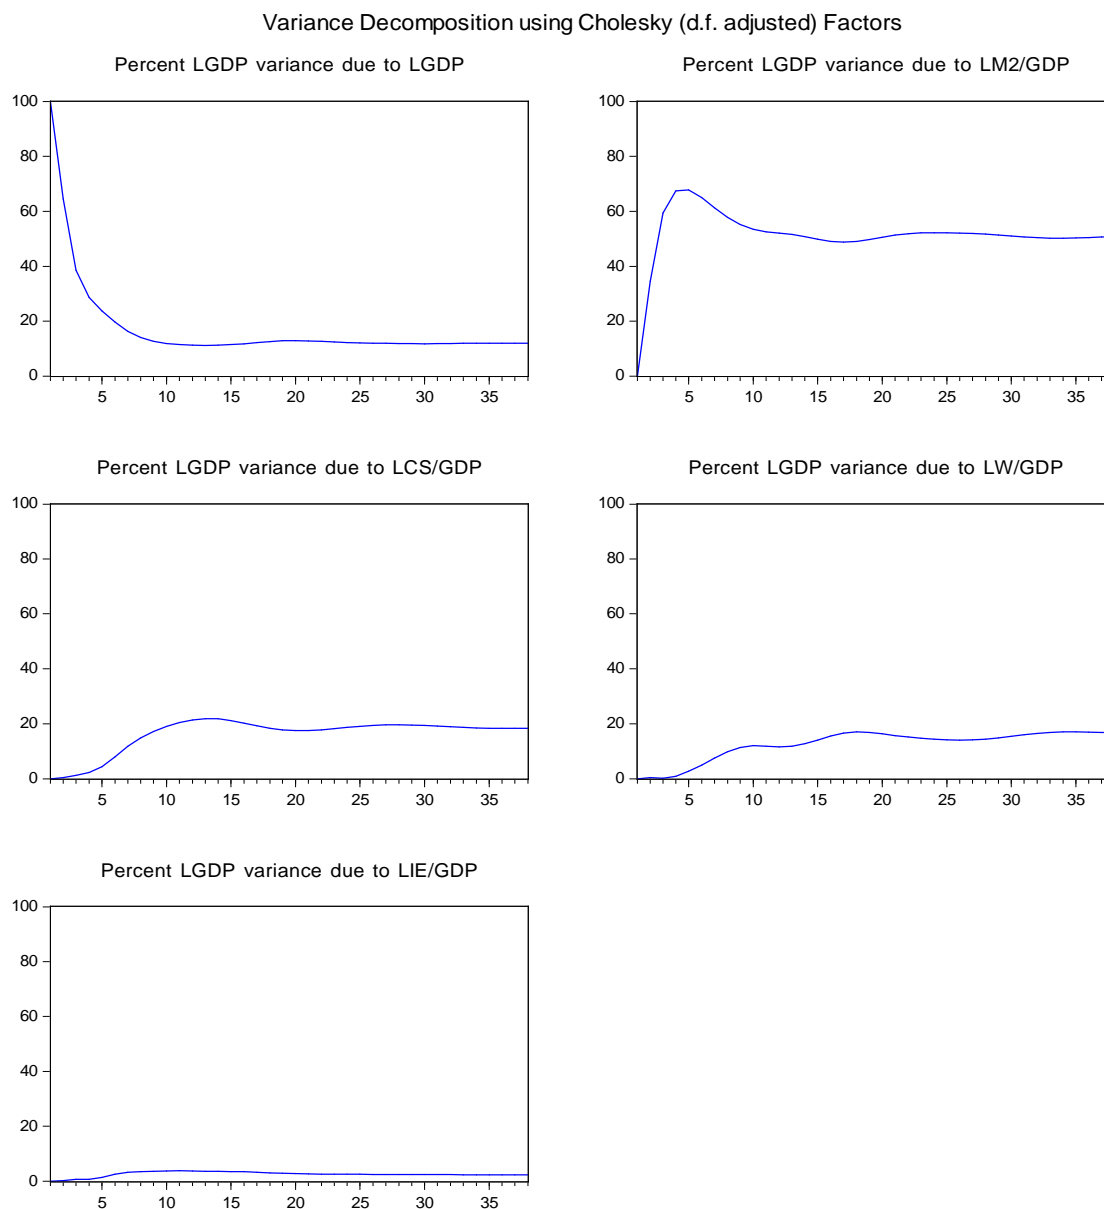 Variance Decomposition using Cholesky (d.f. adjusted) Factors
Percent LGDP variance due to LGDP
100
80
60
40
20
0
5 10 15 20 25 30 35
Percent LGDP variance due to LM2/GDP
100
80
60
40
20
0
5 10 15 20 25 30 35
Percent LGDP variance due to LCS/GDP
100
80
60
40
20
0
5 10 15 20 25 30 35
Percent LGDP variance due to LW/GDP
100
80
60
40
20
0
5 10 15 20 25 30 35
Percent LGDP variance due to LIE/GDP
100
80
60
40
20
0
5 10 15 20 25 30 35